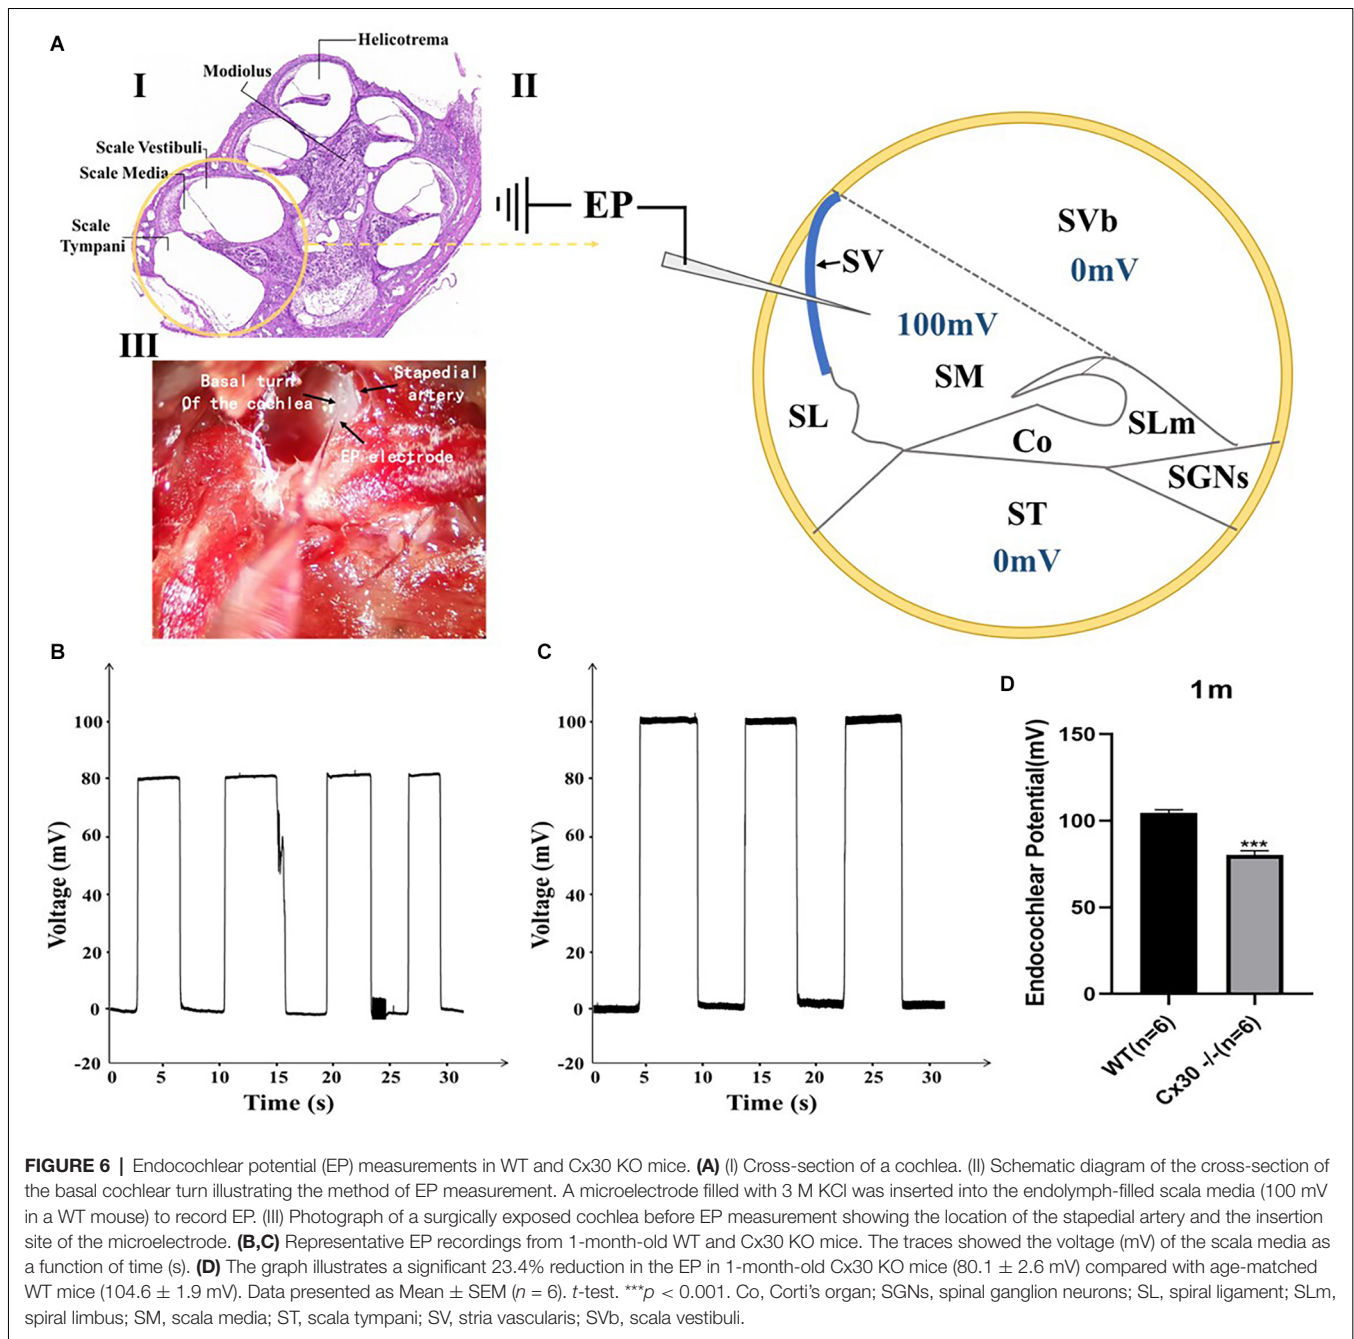 A
I
II
Helicotrema
Modiolus
Scale Vestibuli
Scale Media
Scale
Tympani
EP
SV
SVb
0mV
100mV
SM
SL
Co
SLm
SGNs
ST
0mV
III
Basal turn
Of the cochlea
Stapedial
artery
EP electrode
B
100
80
60
40
20
0
-20
Voltage (mV)
0 5 10 15 20 25 30
Time (s)
C
100
80
60
40
20
0
-20
Voltage (mV)
0 5 10 15 20 25 30
Time (s)
D
1m
Endocochlear Potential(mV)
150
100
50
0
***
WT(n=6)
Cx30 -/-(n=6)
FIGURE 6 | Endocochlear potential (EP) measurements in WT and Cx30 KO mice. (A) (I) Cross-section of a cochlea. (II) Schematic diagram of the cross-section of
the basal cochlear turn illustrating the method of EP measurement. A microelectrode filled with 3 M KCl was inserted into the endolymph-filled scala media (100 mV
in a WT mouse) to record EP. (III) Photograph of a surgically exposed cochlea before EP measurement showing the location of the stapedial artery and the insertion
site of the microelectrode. (B,C) Representative EP recordings from 1-month-old WT and Cx30 KO mice. The traces showed the voltage (mV) of the scala media as
a function of time (s). (D) The graph illustrates a significant 23.4% reduction in the EP in 1-month-old Cx30 KO mice (80.1 ± 2.6 mV) compared with age-matched
WT mice (104.6 ± 1.9 mV). Data presented as Mean ± SEM (n = 6). t-test. ***p < 0.001. Co, Corti's organ; SGNs, spinal ganglion neurons; SL, spiral ligament; SLm,
spiral limbus; SM, scala media; ST, scala tympani; SV, stria vascularis; SVb, scala vestibuli.